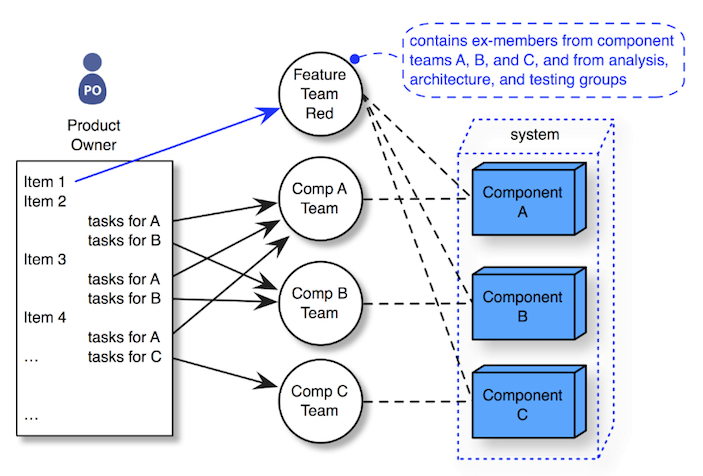 contains ex-members from component
teams A, B, and C, and from analysis,
architecture, and testing groups
Feature
Team
Red
PO
Product
Owner
Item 1
Item 2
tasks for A
tasks for B
Item 3
tasks for A
tasks for B
Item 4
tasks for A
... tasks for C
...
Comp A
Team
Comp B
Team
Comp C
Team
system
Component
A
Component
B
Component
C